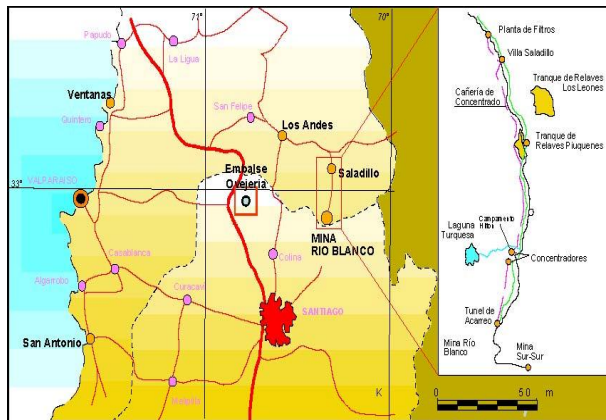 71
70
Papudo
La Ligua
Ventanas
Quintero
San Felipe
Los Andes
Embalse
Ovejeria
Saladillo
33°
VALPARAISO
MINA
RIO BLANCO
Casablanca
Colina
Algarrobo
Curacaví
SANTIAGO
San Antonio
Melipilla
K
Planta de Filtros
Villa Saladillo
Cañería de
Concentrado
Tranque de Relaves
Los Leones
Tranque de
Relaves Piuquenes
Laguna
Turquesa
Campamento
Concentradores
Tunel de
Acarreo
Mina Río
Blanco
Mina
Sur-Sur
0
50 m